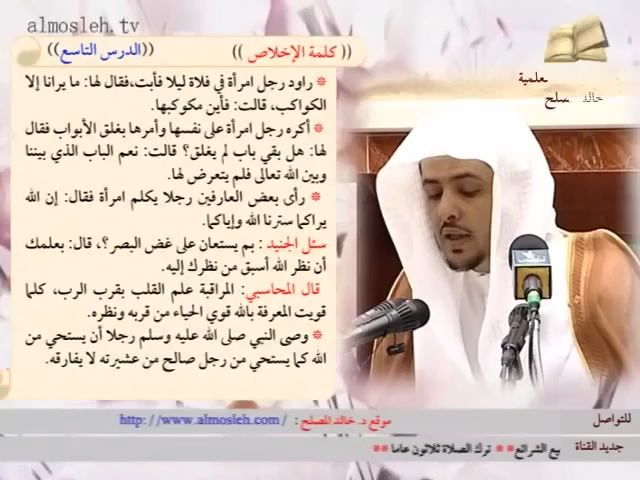 almosleh.tv
((كلمة الإخلاص)) ((الدرس التاسع))
علمية
خالد المصلح
* راود رجل امرأة في فلاة ليلا فأبت،فقال لها: ما يرانا إلا
الكواكب، قالت: فأين مكوكبها.
* أكره رجل امرأة على نفسها وأمرها بغلق الأبواب فقال
لها: هل بقي باب لم يغلق؟ قالت: نعم الباب الذي بيننا
وبين الله تعالى فلم يتعرض لها.
* رأى بعض العارفين رجلا يكلم امرأة فقال: إن الله
يراكما سترنا الله وإياكما.
سئل الجنيد : بم يستعان على غض البصر؟، قال: بعلمك
أن نظر الله أسبق من نظرك إليه.
قال المحاسبي: المراقبة علم القلب بقرب الرب، كلما
قويت المعرفة بالله قوي الحياء من قربه ونظره.
* وصى النبي صلى الله عليه وسلم رجلا أن يستحي من
الله كما يستحي من رجل صالح من عشيرته لا يفارقه.
للتواصل موقع د. خالد المصلح : http://www.almosleh.com/
جديد القناة بيع الشرائع** ترك الصلاة ثلاثون عاما**